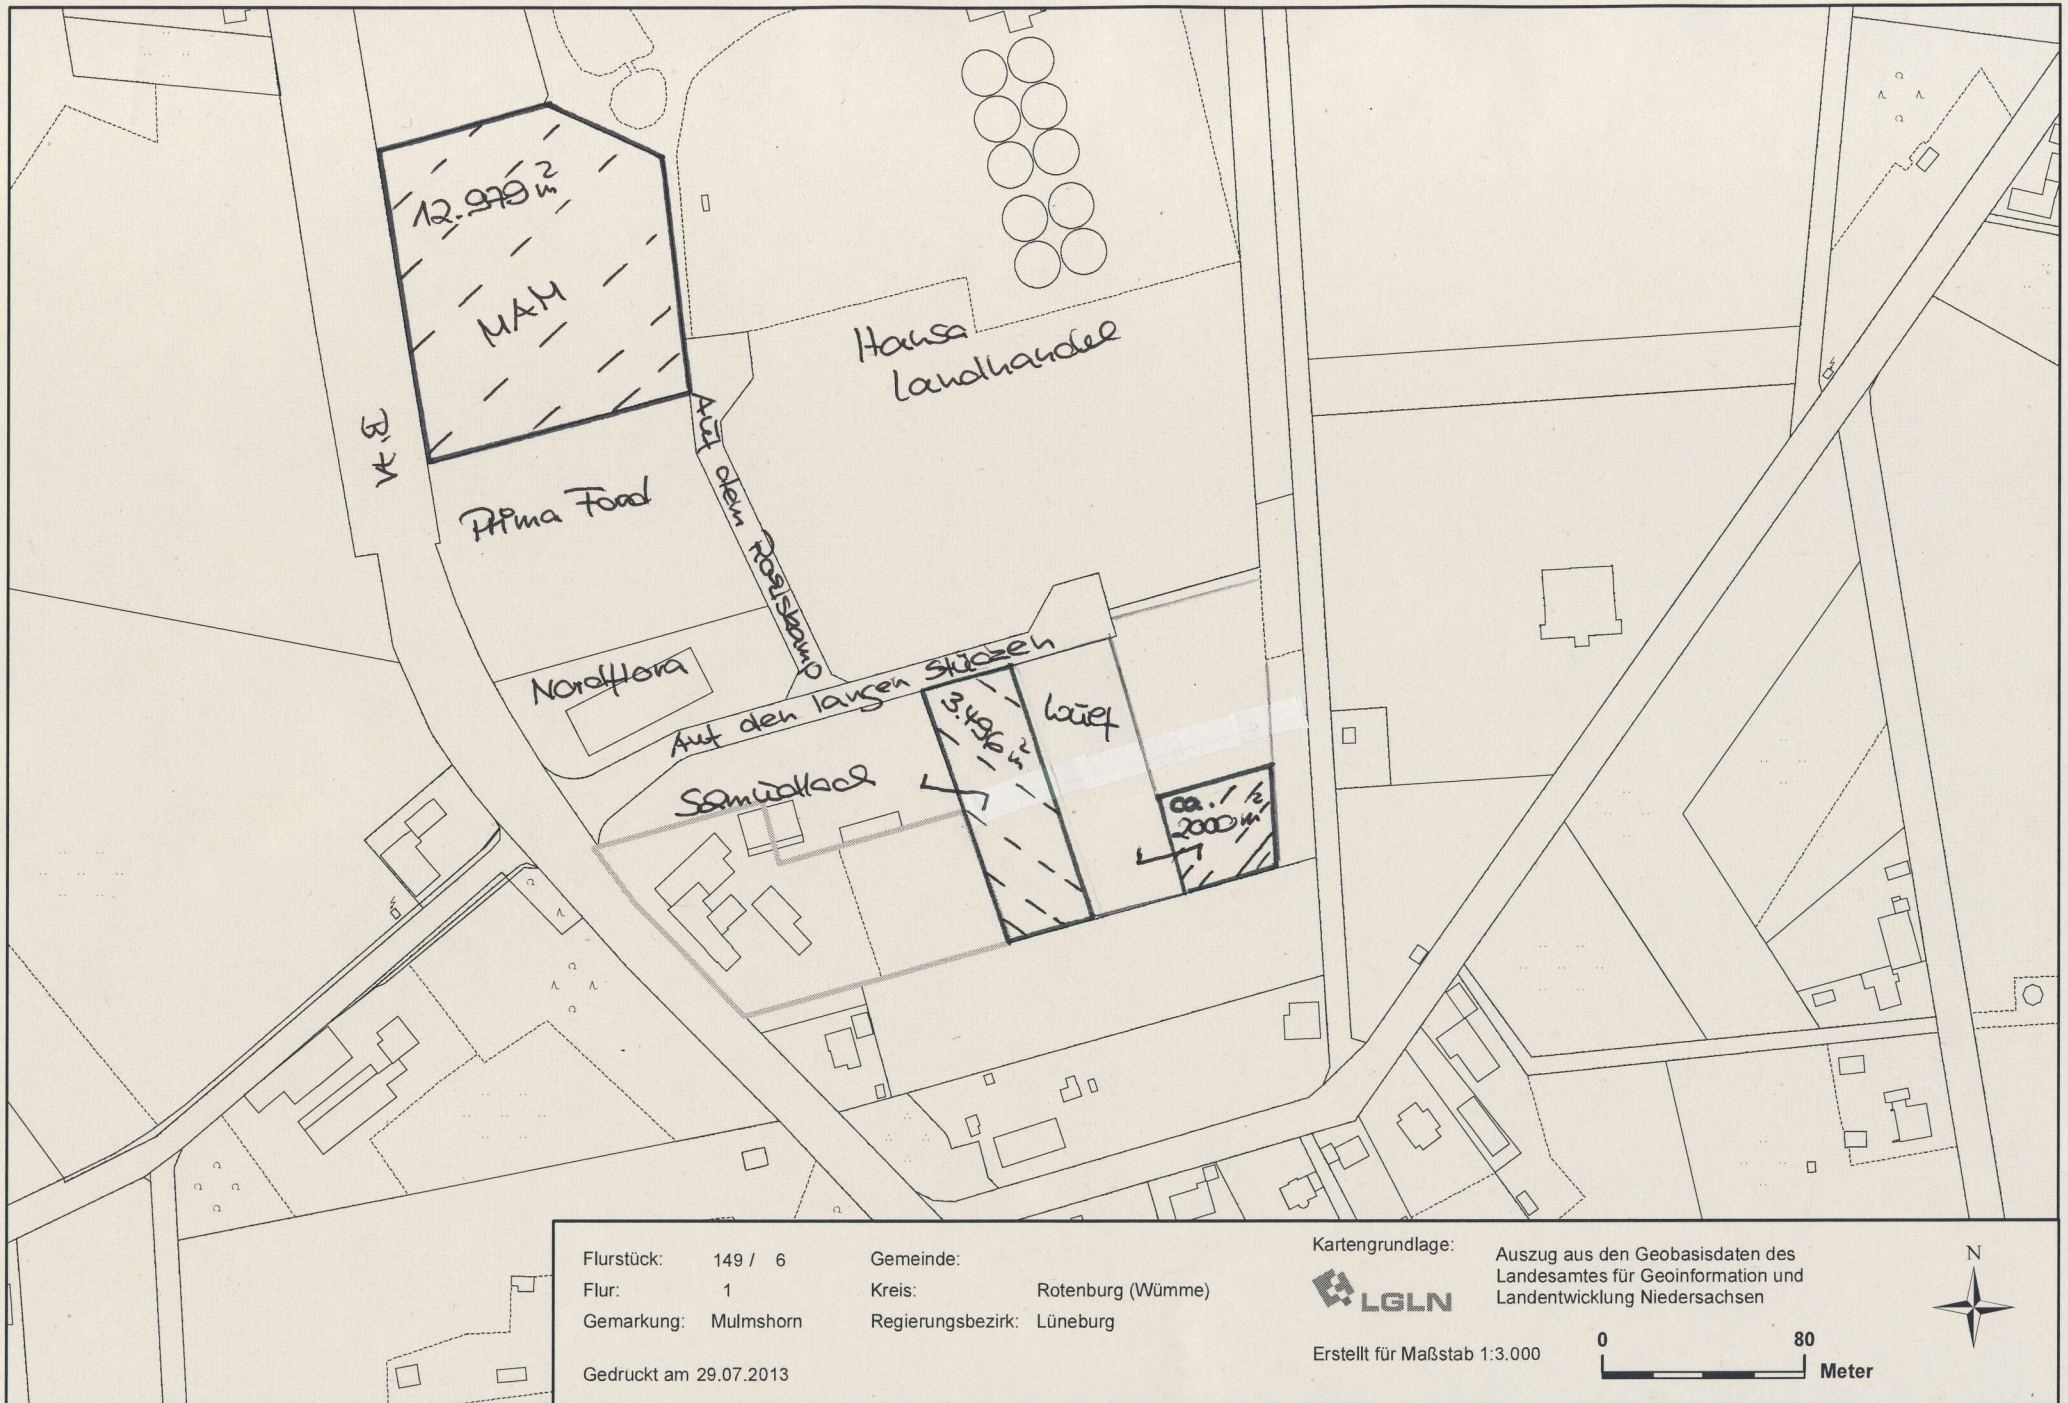 12.979 m²
MAM
Hansa
Landhandel
B 71
Prima Food
Auf dem Roggskamp
Nordflora
Auf den langen Stücken
3.496 m²
ca.
2000 m²
Flurstück: 149 / 6
Flur: 1
Gemarkung: Mulmshorn
Gedruckt am 29.07.2013
Gemeinde:
Kreis: Rotenburg (Wümme)
Regierungsbezirk: Lüneburg
Kartengrundlage:
LGLN
Auszug aus den Geobasisdaten des
Landesamtes für Geoinformation und
Landentwicklung Niedersachsen
Erstellt für Maßstab 1:3.000
0 80
Meter
N